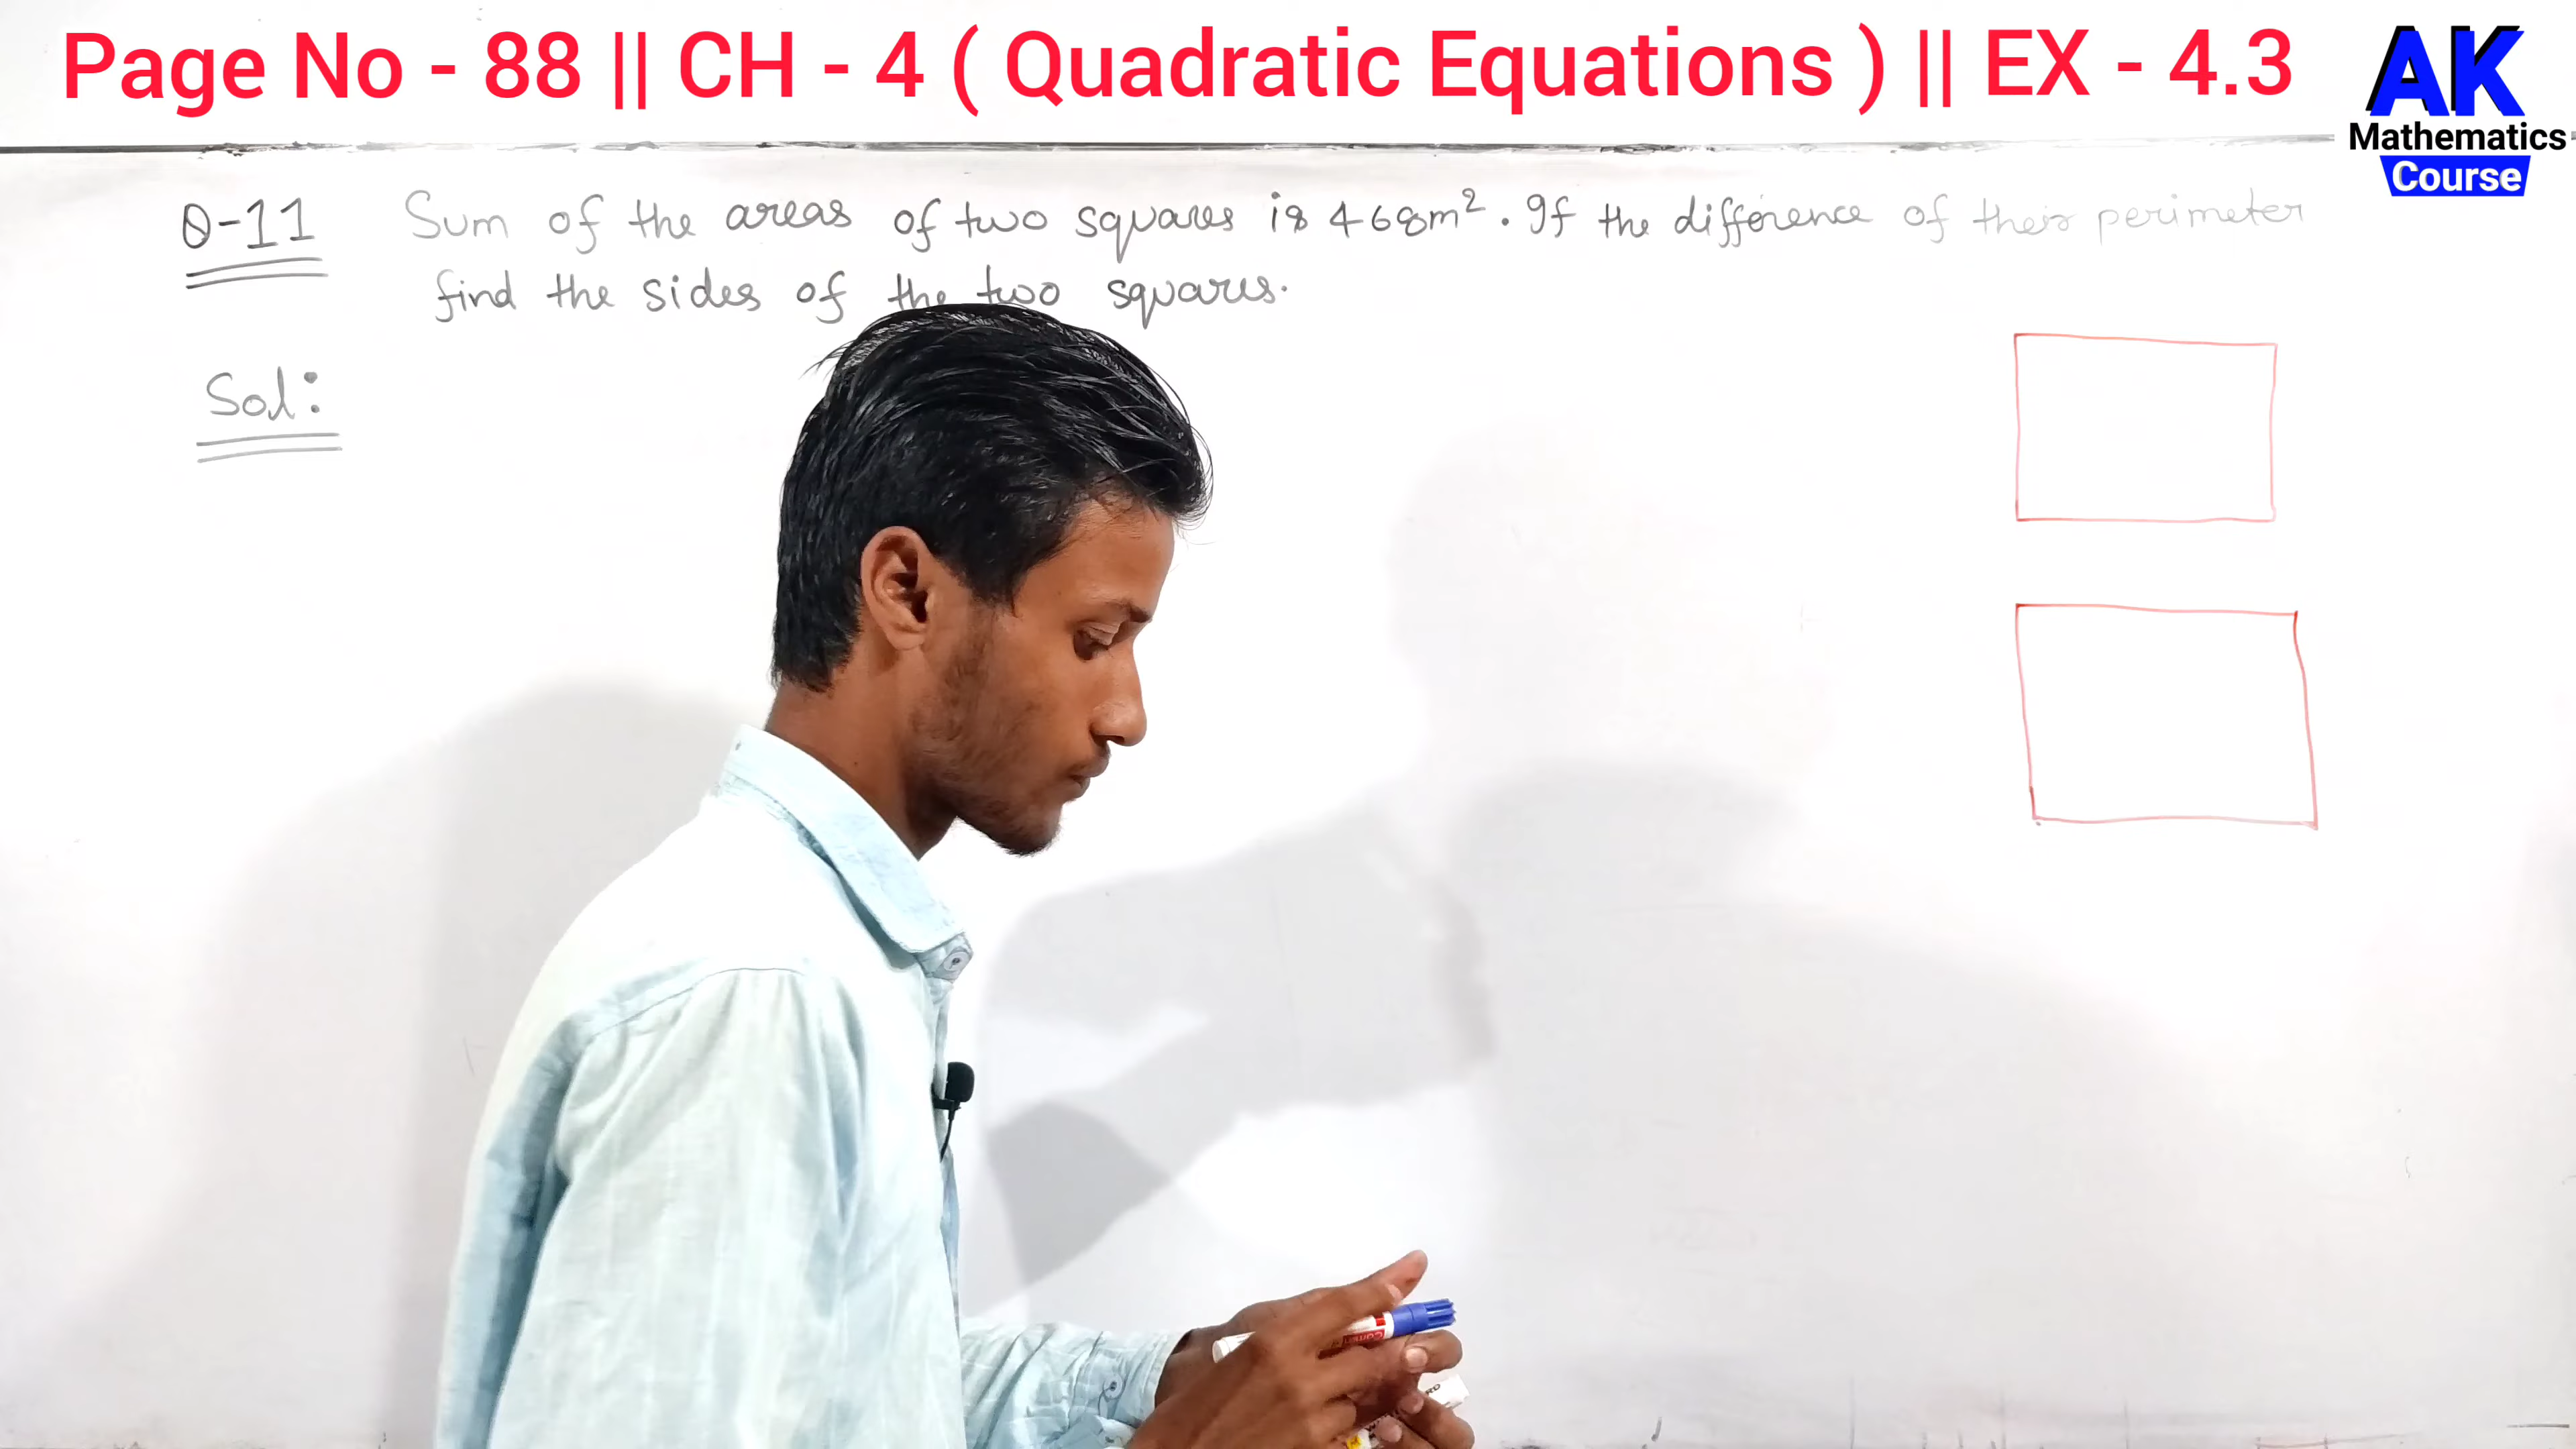 Page No - 88 || CH - 4 ( Quadratic Equations ) || EX - 4.3
AK
Mathematics
Course
Q-11 Sum of the areas of two squares is 468m². If the difference of their perimeter
find the sides of the two squares.
Sol: